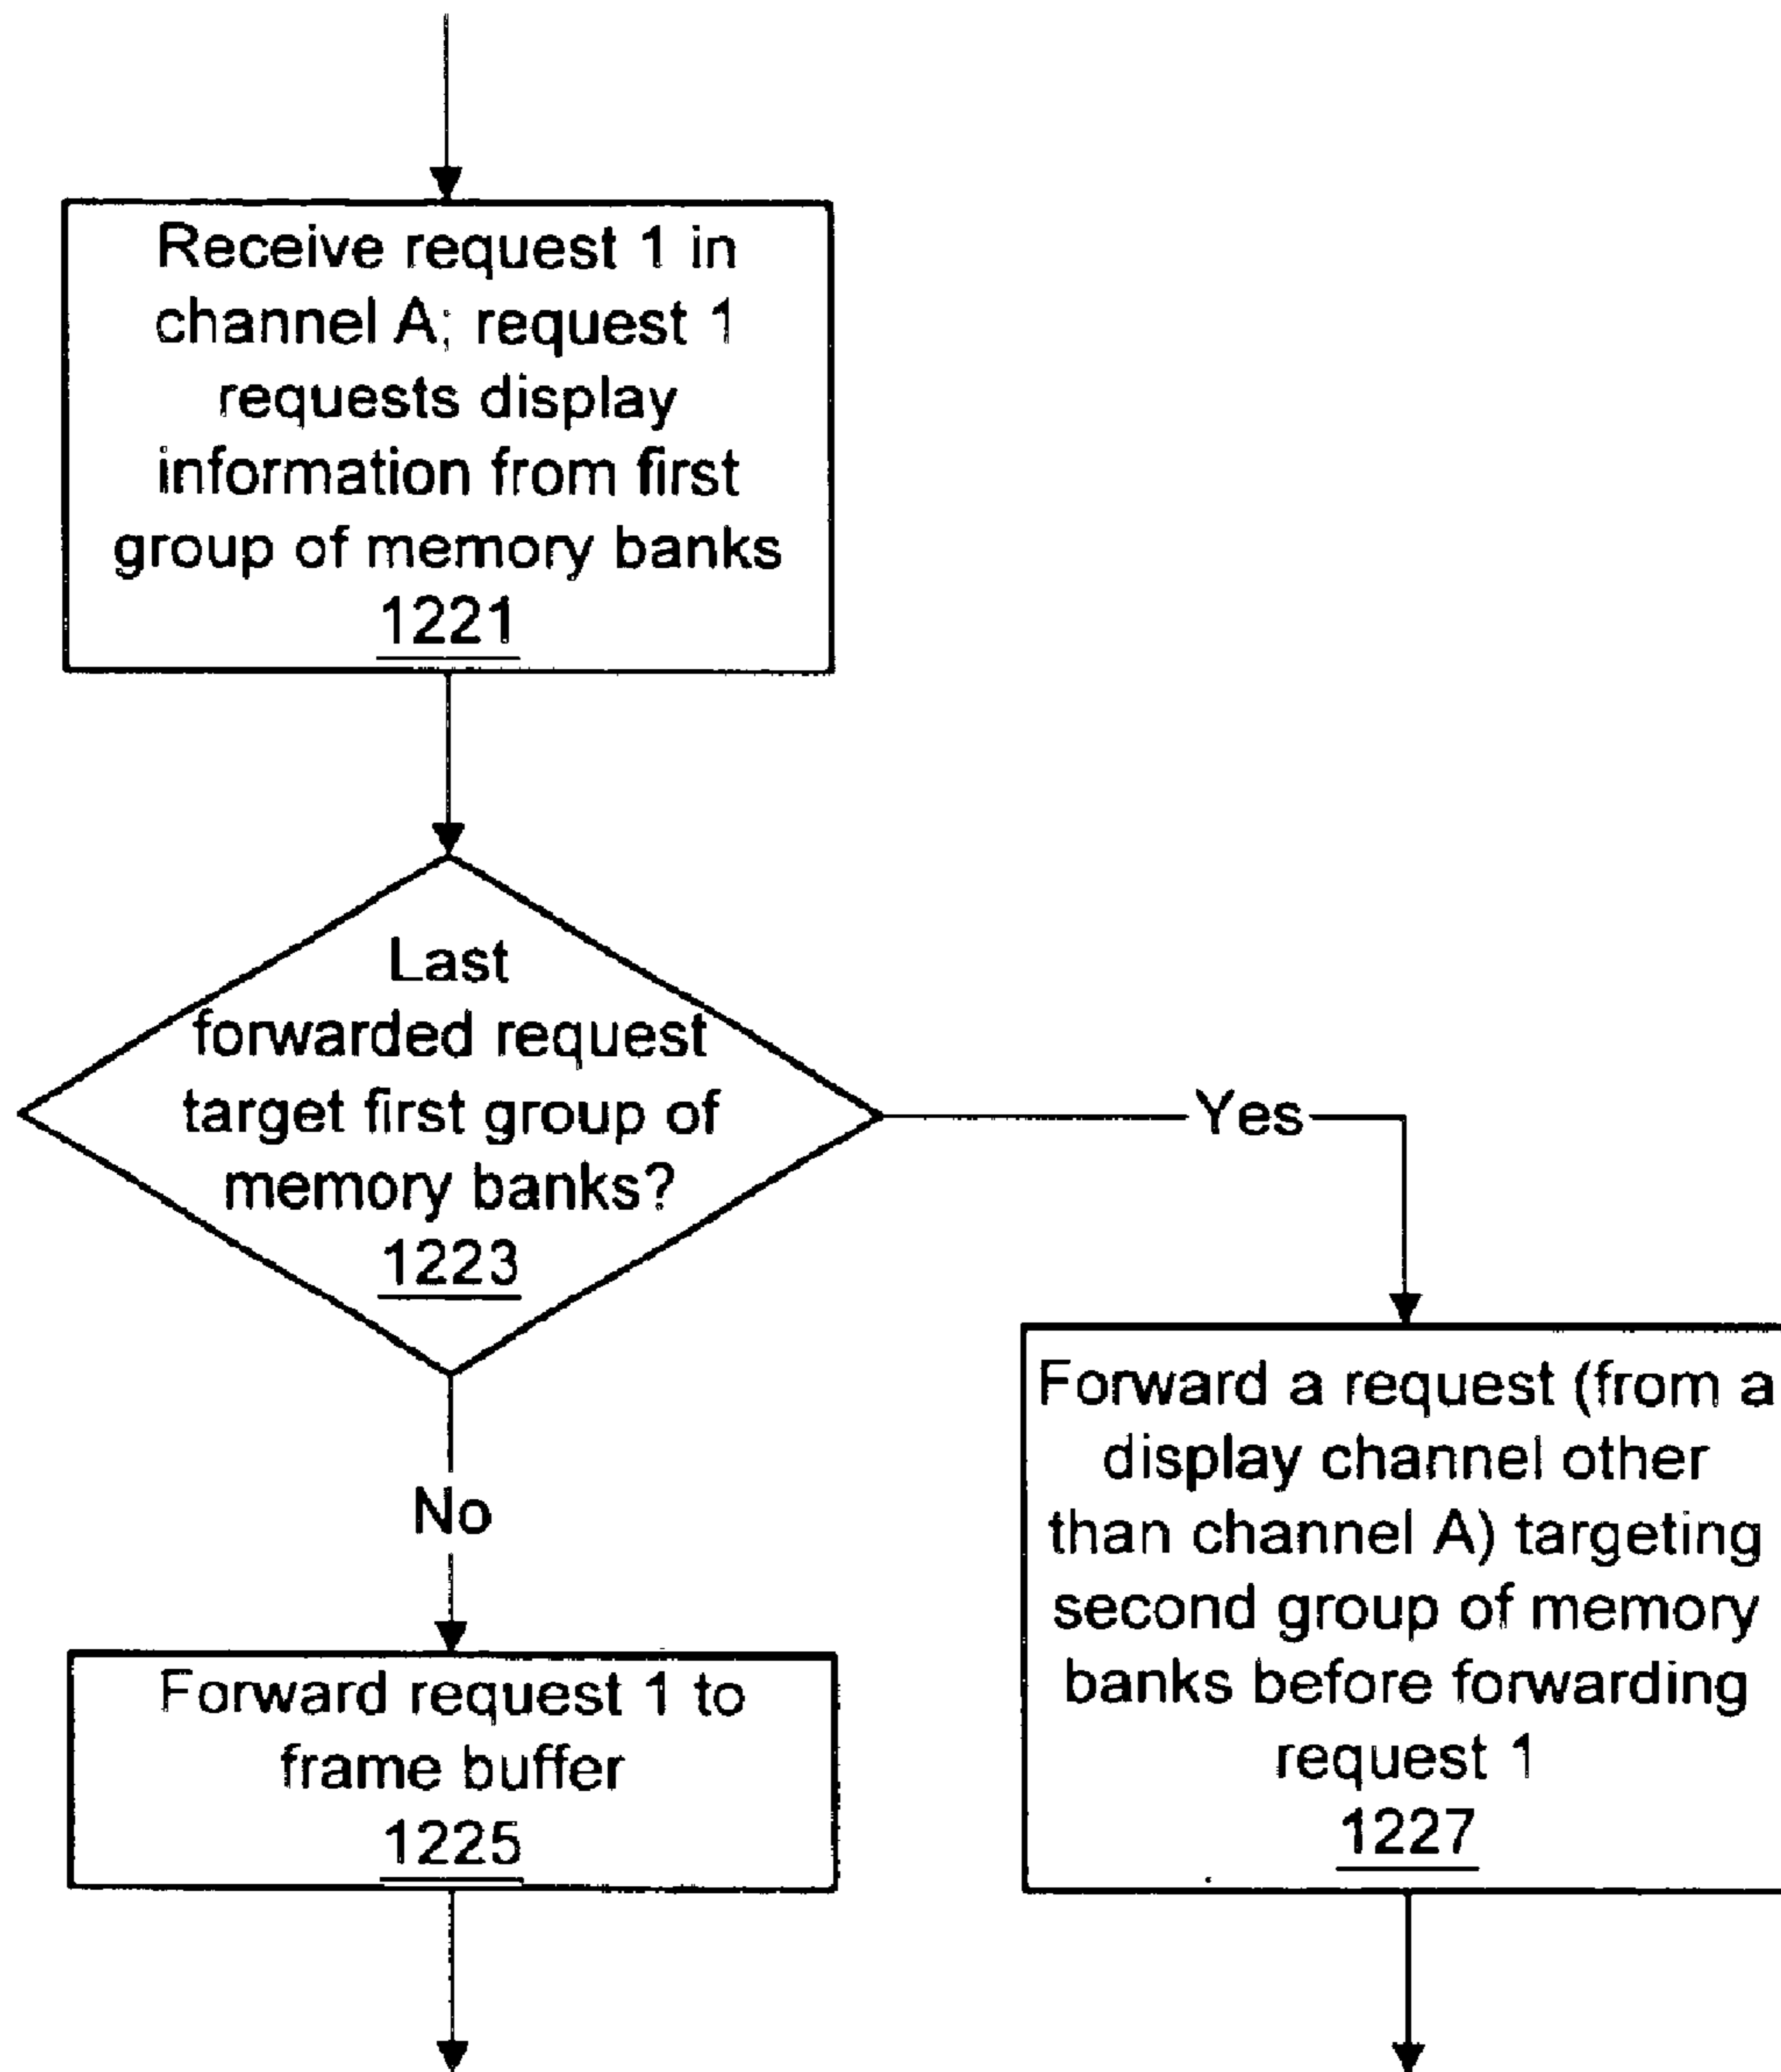 Receive request 1 in
channel A; request 1
requests display
information from first
group of memory banks
1221
Last
forwarded request
target first group of
memory banks?
1223
Yes
No
Forward a request (from a
display channel other
than channel A) targeting
second group of memory
banks before forwarding
request 1
1227
Forward request 1 to
frame buffer
1225